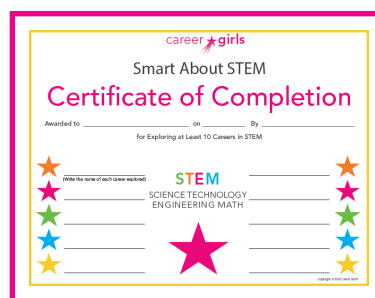 career girls
Smart About STEM
Certificate of Completion
Awarded to on By
for Exploring at Least 10 Careers in STEM
(Write the name of each career explored)
STEM
SCIENCE TECHNOLOGY
ENGINEERING MATH